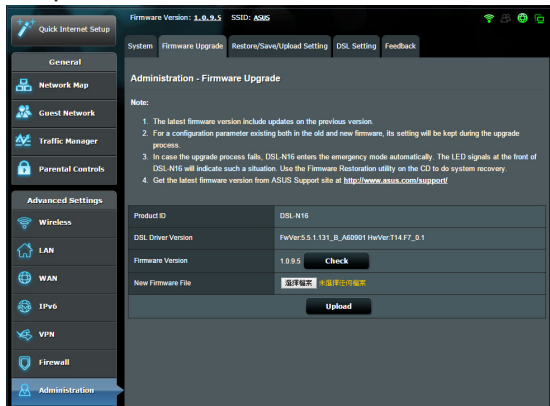 Firmware Version: 1.0.9.5 SSID: ASUS
Quick Internet Setup
System Firmware Upgrade Restore/Save/Upload Setting DSL Setting Feedback
General
Network Map
Guest Network
Traffic Manager
Parental Controls
Advanced Settings
Wireless
LAN
WAN
IPv6
VPN
Firewall
Administration
Administration - Firmware Upgrade
Note:
1. The latest firmware version include updates on the previous version.
2. For a configuration parameter existing both in the old and new firmware, its setting will be kept during the upgrade
process.
3. In case the upgrade process fails, DSL-N16 enters the emergency mode automatically. The LED signals at the front of
DSL-N16 will indicate such a situation. Use the Firmware Restoration utility on the CD to do system recovery.
4. Get the latest firmware version from ASUS Support site at http://www.asus.com/support/
Product ID DSL-N16
DSL Driver Version FwVer:5.5.1.131_B_A60901 HwVer:T14.F7_0.1
Firmware Version 1.0.9.5 Check
New Firmware File 選擇檔案 未選擇任何檔案
Upload